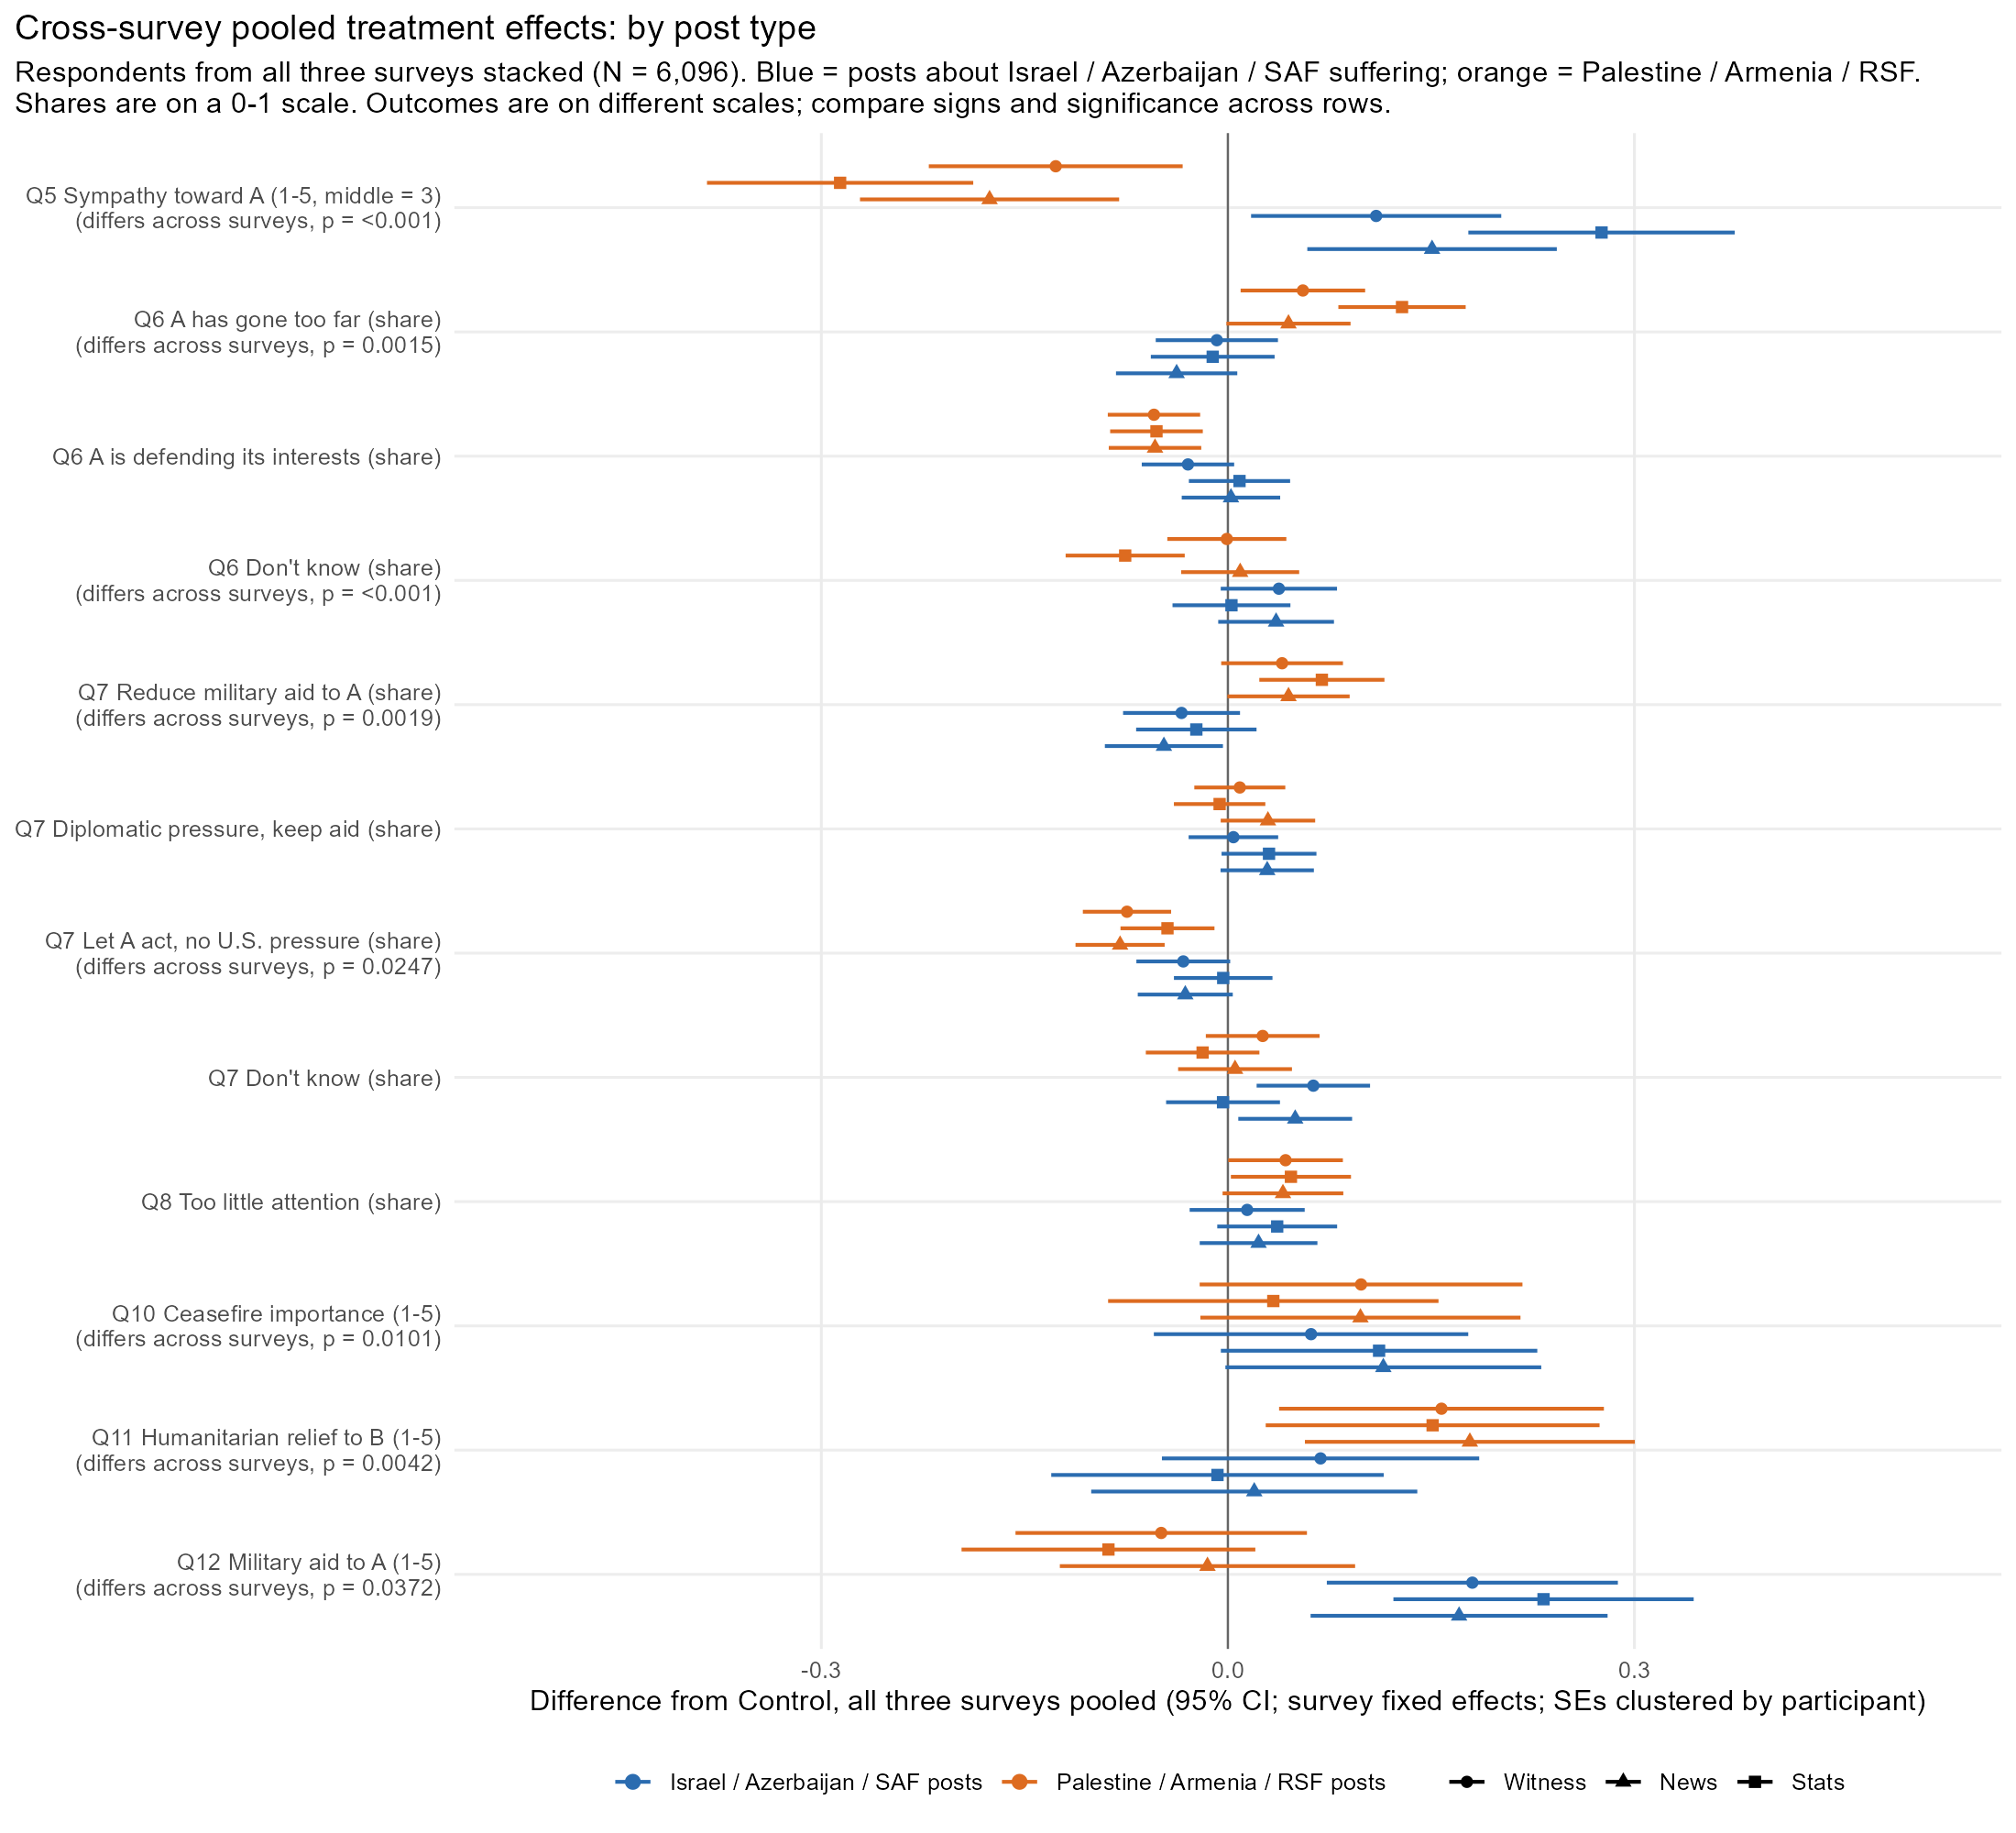 Cross-survey pooled treatment effects: by post type
Respondents from all three surveys stacked (N = 6,096). Blue = posts about Israel / Azerbaijan / SAF suffering; orange = Palestine / Armenia / RSF.
Shares are on a 0-1 scale. Outcomes are on different scales; compare signs and significance across rows.
Q5 Sympathy toward A (1-5, middle = 3)
(differs across surveys, p = <0.001)
Q6 A has gone too far (share)
(differs across surveys, p = 0.0015)
Q6 A is defending its interests (share)
Q6 Don't know (share)
(differs across surveys, p = <0.001)
Q7 Reduce military aid to A (share)
(differs across surveys, p = 0.0019)
Q7 Diplomatic pressure, keep aid (share)
Q7 Let A act, no U.S. pressure (share)
(differs across surveys, p = 0.0247)
Q7 Don't know (share)
Q8 Too little attention (share)
Q10 Ceasefire importance (1-5)
(differs across surveys, p = 0.0101)
Q11 Humanitarian relief to B (1-5)
(differs across surveys, p = 0.0042)
Q12 Military aid to A (1-5)
(differs across surveys, p = 0.0372)
-0.3 0.0 0.3
Difference from Control, all three surveys pooled (95% CI; survey fixed effects; SEs clustered by participant)
Israel / Azerbaijan / SAF posts Palestine / Armenia / RSF posts Witness News Stats